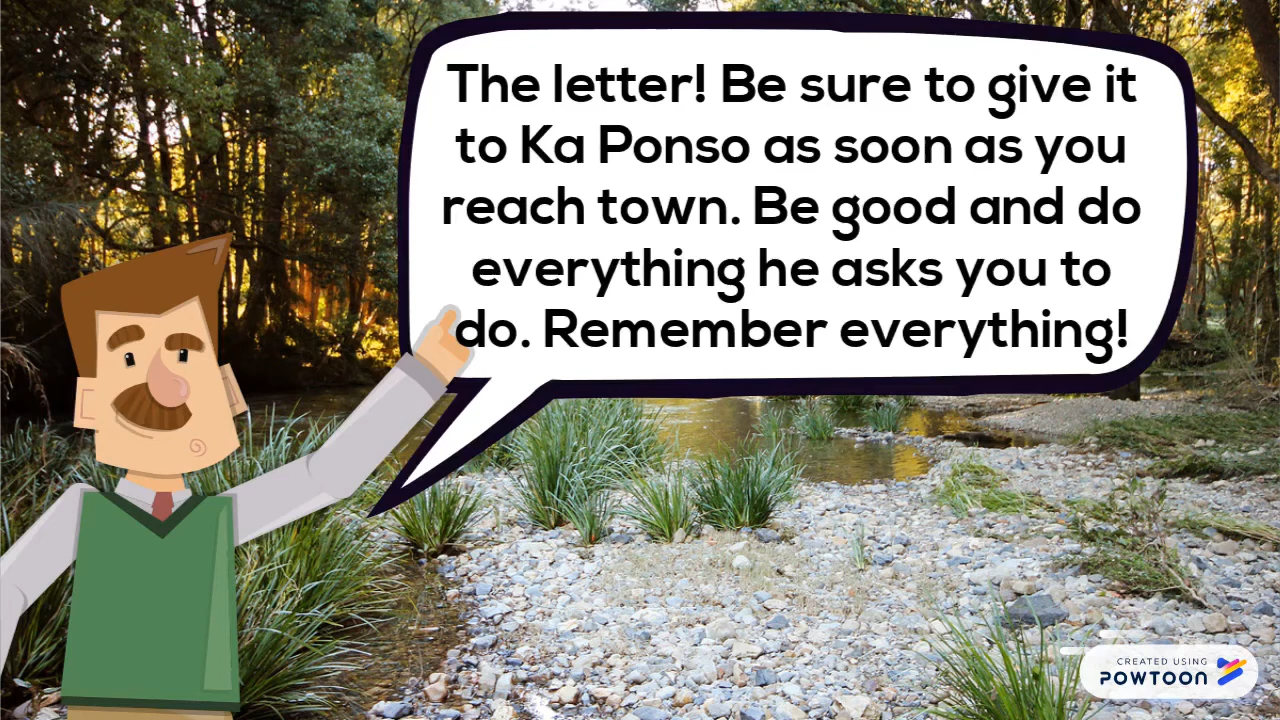 The letter! Be sure to give it
to Ka Ponso as soon as you
reach town. Be good and do
everything he asks you to
do. Remember everything!
CREATED USING
POWTOON